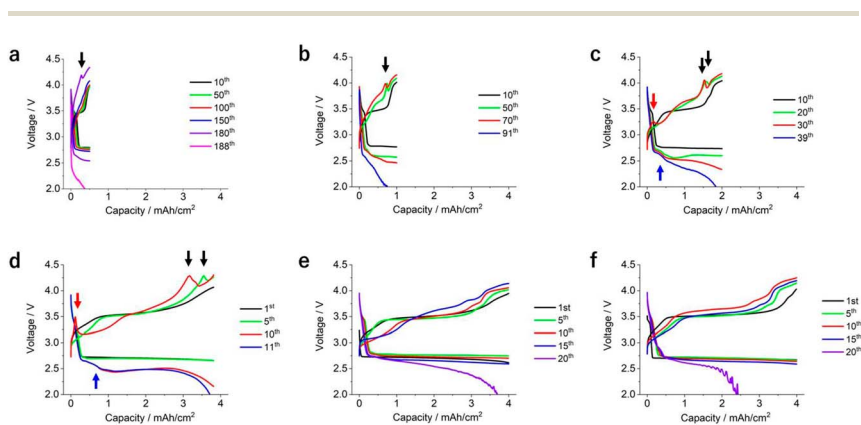 a
4.5
4.0
3.5
3.0
2.5
2.0
Voltage / V
0 1 2 3 4
Capacity / mAh/cm²
10th
50th
100th
150th
180th
188th
b
4.5
4.0
3.5
3.0
2.5
2.0
Voltage / V
0 1 2 3 4
Capacity / mAh/cm²
10th
50th
70th
91th
c
4.5
4.0
3.5
3.0
2.5
2.0
Voltage / V
0 1 2 3 4
Capacity / mAh/cm²
10th
20th
30th
39th
d
4.5
4.0
3.5
3.0
2.5
2.0
Voltage / V
0 1 2 3 4
Capacity / mAh/cm²
1st
5th
10th
11th
e
4.5
4.0
3.5
3.0
2.5
2.0
Voltage / V
0 1 2 3 4
Capacity / mAh/cm²
1st
5th
10th
15th
20th
f
4.5
4.0
3.5
3.0
2.5
2.0
Voltage / V
0 1 2 3 4
Capacity / mAh/cm²
1st
5th
10th
15th
20th